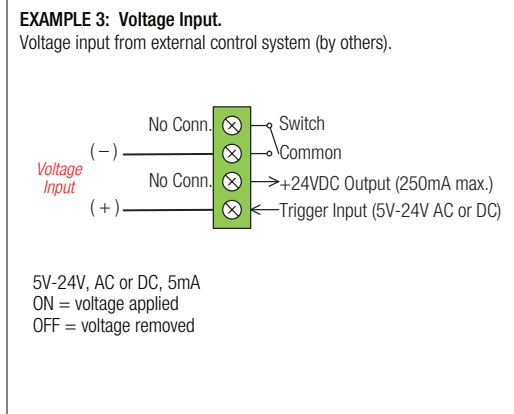 EXAMPLE 3: Voltage Input.
Voltage input from external control system (by others).
No Conn. Switch
(−) Common
Voltage
Input
No Conn. +24VDC Output (250mA max.)
(+) Trigger Input (5V-24V AC or DC)
5V-24V, AC or DC, 5mA
ON = voltage applied
OFF = voltage removed